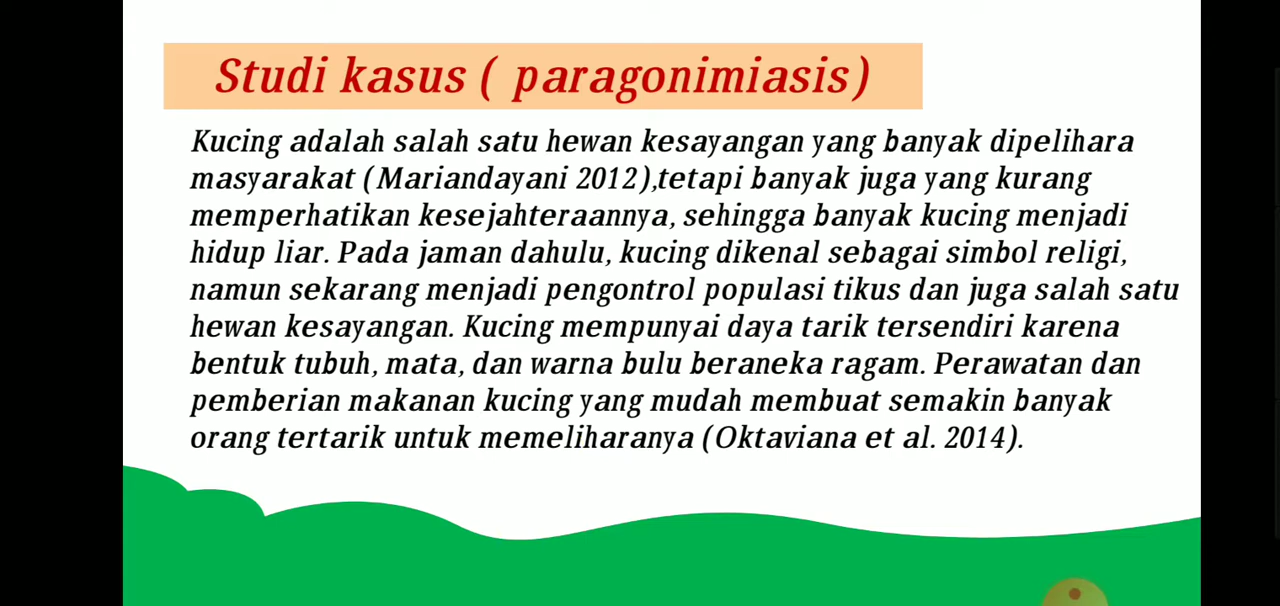 Studi kasus ( paragonimiasis)
Kucing adalah salah satu hewan kesayangan yang banyak dipelihara
masyarakat (Mariandayani 2012),tetapi banyak juga yang kurang
memperhatikan kesejahteraannya, sehingga banyak kucing menjadi
hidup liar. Pada jaman dahulu, kucing dikenal sebagai simbol religi,
namun sekarang menjadi pengontrol populasi tikus dan juga salah satu
hewan kesayangan. Kucing mempunyai daya tarik tersendiri karena
bentuk tubuh, mata, dan warna bulu beraneka ragam. Perawatan dan
pemberian makanan kucing yang mudah membuat semakin banyak
orang tertarik untuk memeliharanya (Oktaviana et al. 2014).